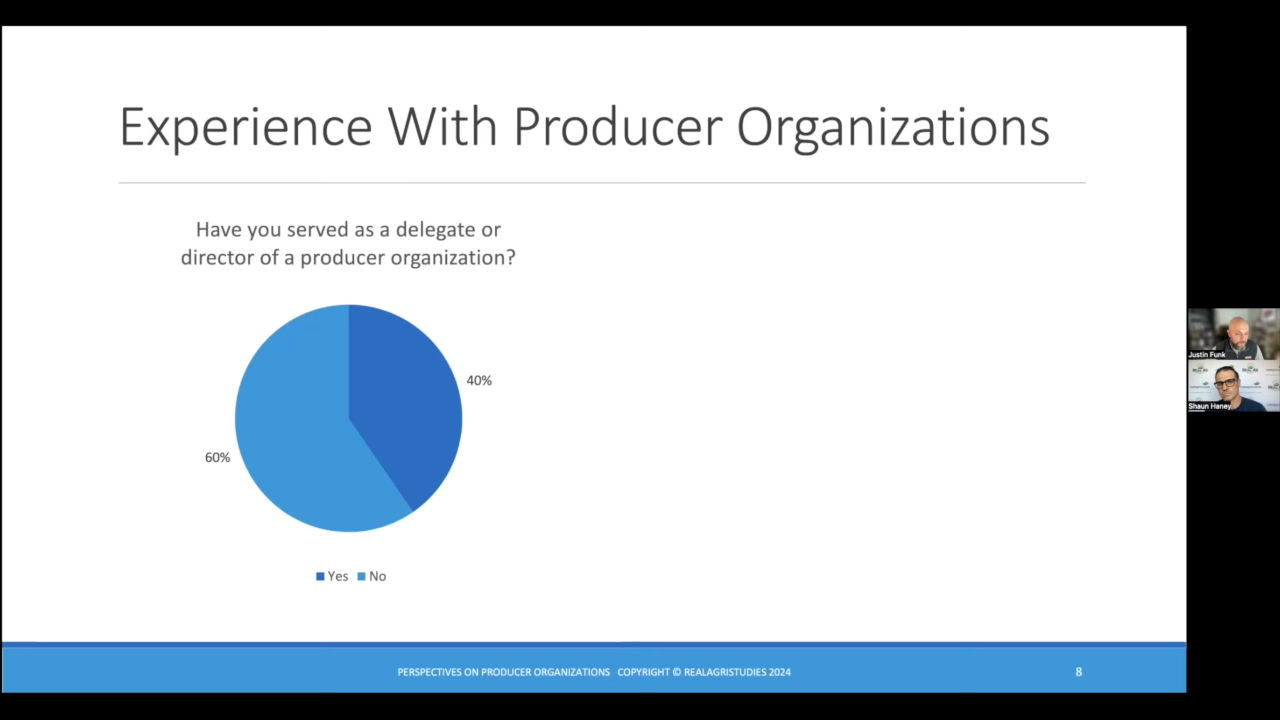 Experience With Producer Organizations
Have you served as a delegate or
director of a producer organization?
40%
60%
Yes No
PERSPECTIVES ON PRODUCER ORGANIZATIONS COPYRIGHT © REALAGRISTUDIES 2024
8
Justin Funk
Shaun Haney